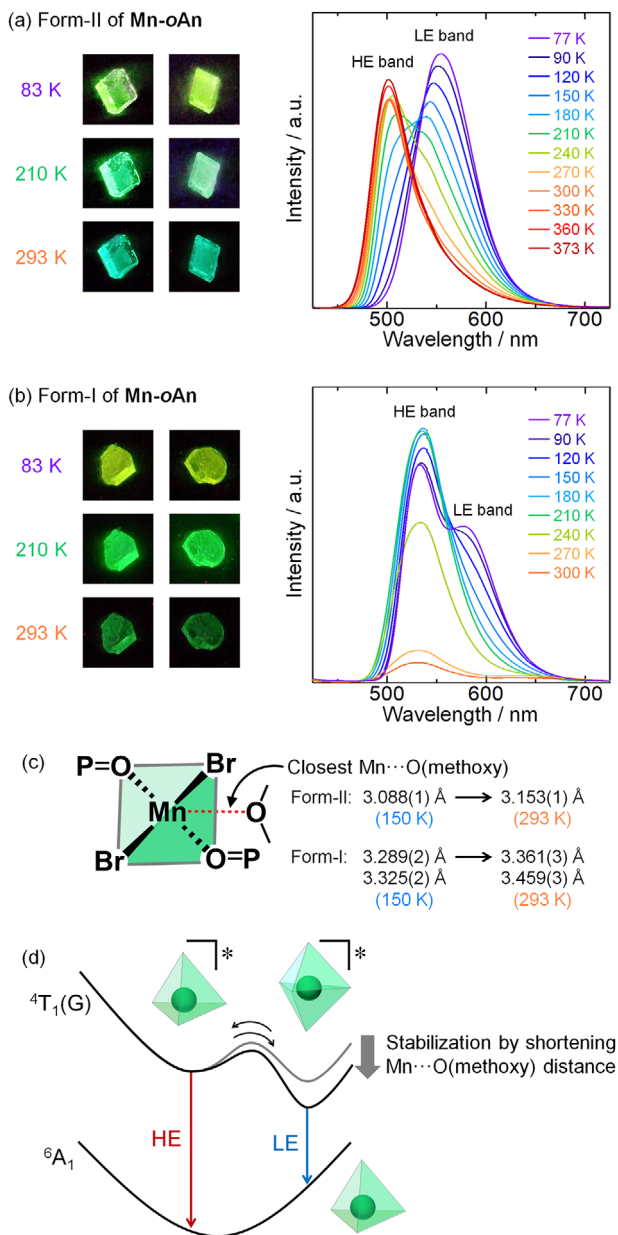 (a) Form-II of Mn-oAn
83 K
210 K
293 K
Intensity / a.u.
HE band
LE band
77 K
90 K
120 K
150 K
180 K
210 K
240 K
270 K
300 K
330 K
360 K
373 K
500 600 700
Wavelength / nm
(b) Form-I of Mn-oAn
83 K
210 K
293 K
Intensity / a.u.
HE band
LE band
77 K
90 K
120 K
150 K
180 K
210 K
240 K
270 K
300 K
500 600 700
Wavelength / nm
(c)
P=O
Br
Mn
O
Br
O=P
Closest Mn···O(methoxy)
Form-II: 3.088(1) Å → 3.153(1) Å
(150 K) (293 K)
Form-I: 3.289(2) Å → 3.361(3) Å
3.325(2) Å 3.459(3) Å
(150 K) (293 K)
(d)
* *
⁴T₁(G)
Stabilization by shortening
Mn···O(methoxy) distance
HE
LE
⁶A₁